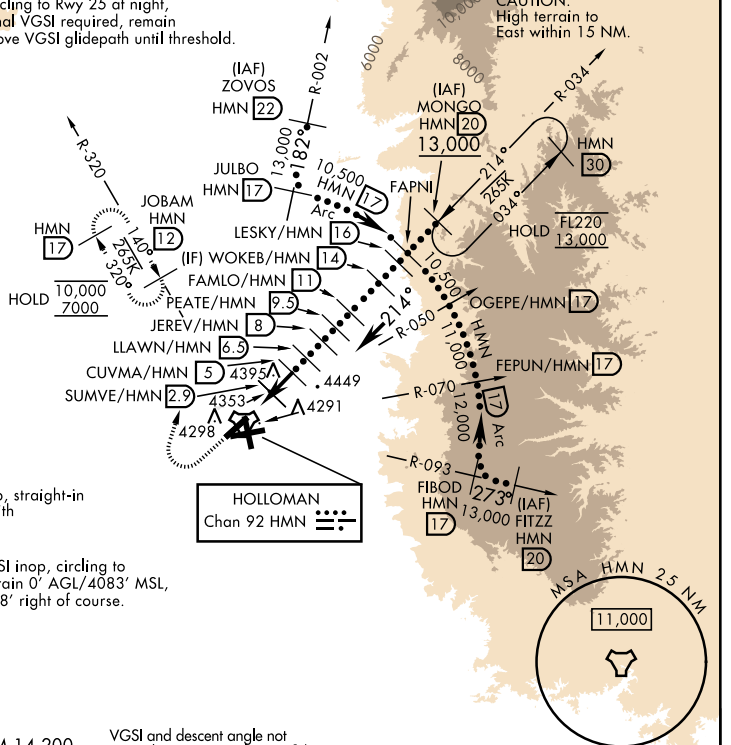 cling to Rwy 25 at night,
nal VGSI required, remain
ove VGSI glidepath until threshold.
CAUTION:
High terrain to
East within 15 NM.
10,000
6000
8000
R-002
(IAF)
ZOVOS
HMN 22
13,000
182°
(IAF)
MONGO
HMN 20
13,000
R-034
214°
265K
034°
HMN
30
HOLD FL220
13,000
R-320
JULBO
HMN 17
10,500
HMN 17
Arc
FAPNI
JOBAM
HMN
12
HMN
17
140°
265K
320°
HOLD 10,000
7000
LESKY/HMN 16
(IF) WOKEB/HMN 14
FAMLO/HMN 11
PEATE/HMN 9.5
JEREV/HMN 8
LLAWN/HMN 6.5
CUVMA/HMN 5
SUMVE/HMN 2.9
4395
4449
4353
4291
4298
214°
R-050
10,500
OGEPE/HMN 17
HMN
11,000
FEPUN/HMN 17
R-070
17
Arc
12,000
R-093
273°
13,000
FIBOD
HMN
17
(IAF)
FITZZ
HMN
20
HOLLOMAN
Chan 92 HMN
o, straight-in
th
SI inop, circling to
rain 0' AGL/4083' MSL,
8' right of course.
MSA HMN 25 NM
11,000
14,200
VGSI and descent angle not